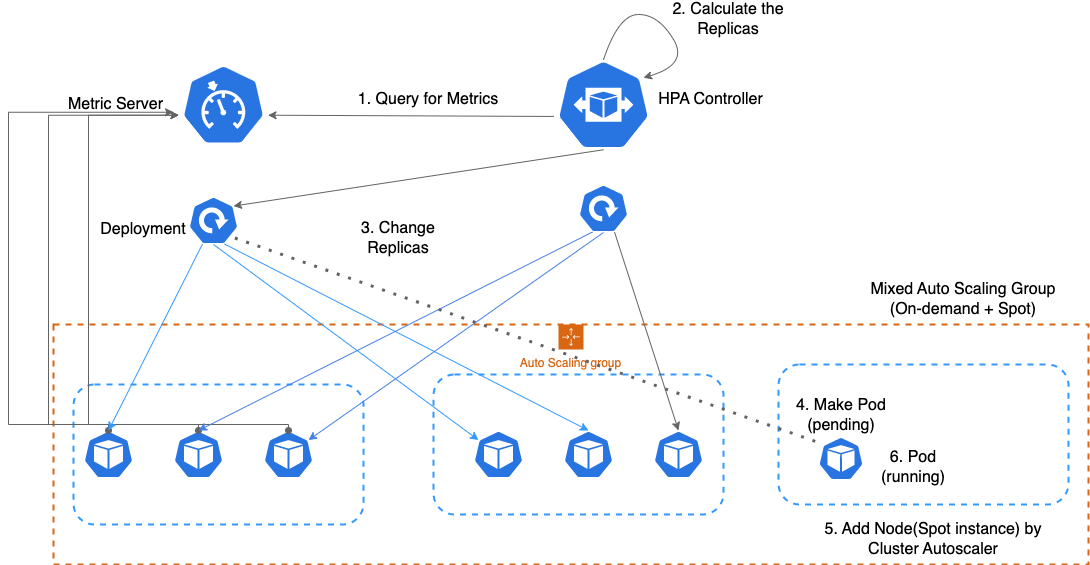 2. Calculate the
Replicas
Metric Server
1. Query for Metrics
HPA Controller
Deployment
3. Change
Replicas
Mixed Auto Scaling Group
(On-demand + Spot)
Auto Scaling group
4. Make Pod
(pending)
6. Pod
(running)
5. Add Node(Spot instance) by
Cluster Autoscaler